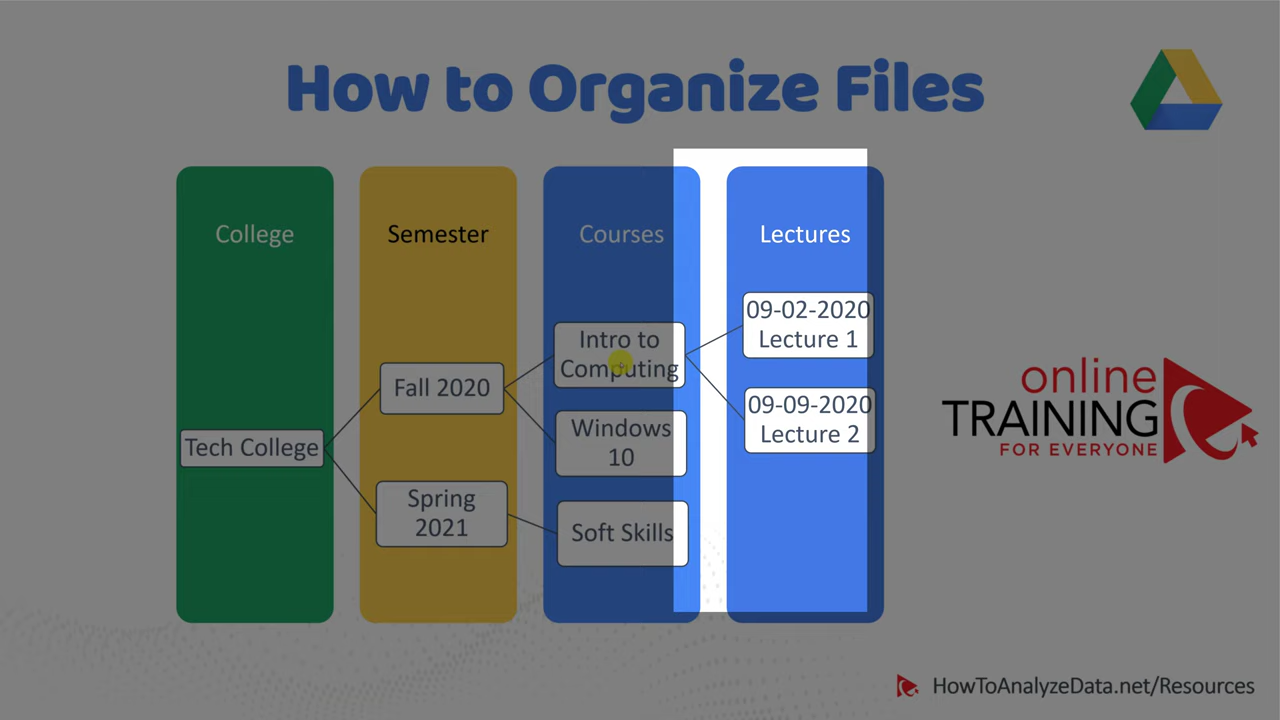 How to Organize Files
College
Semester
Courses
Lectures
Tech College
Fall 2020
Spring
2021
Intro to
Computing
Windows
10
Soft Skills
09-02-2020
Lecture 1
09-09-2020
Lecture 2
online
TRAINING
FOR EVERYONE
HowToAnalyzeData.net/Resources